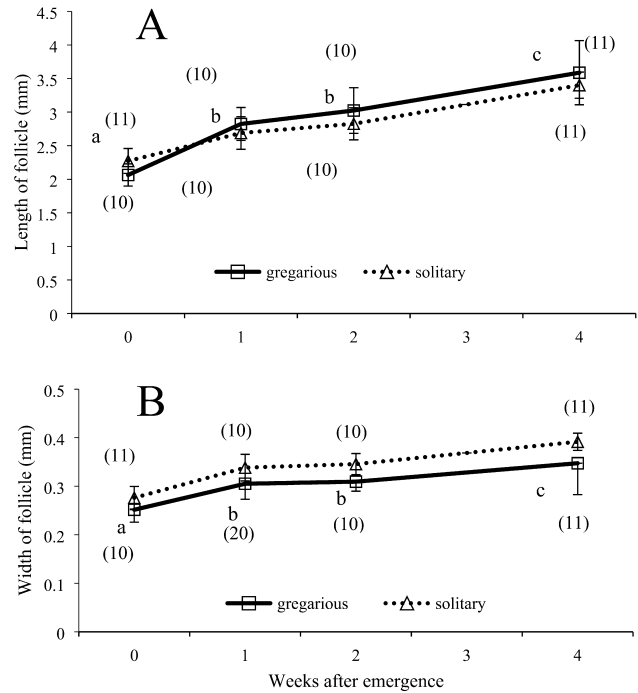 A
4.5
4
3.5
3
2.5
2
1.5
1
0.5
0
Length of follicle (mm)
(11)
a
(10)
(10)
b
(10)
(10)
b
(10)
c
(11)
(11)
gregarious
solitary
0 1 2 3 4
B
0.5
0.4
0.3
0.2
0.1
0
Width of follicle (mm)
(11)
a
(10)
(10)
b
(20)
(10)
b
(10)
(11)
c
(11)
gregarious
solitary
0 1 2 3 4
Weeks after emergence